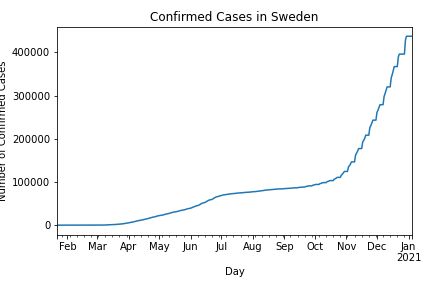 Confirmed Cases in Sweden
Number of Confirmed Cases
400000
300000
200000
100000
0
Feb Mar Apr May Jun Jul Aug Sep Oct Nov Dec Jan
2021
Day